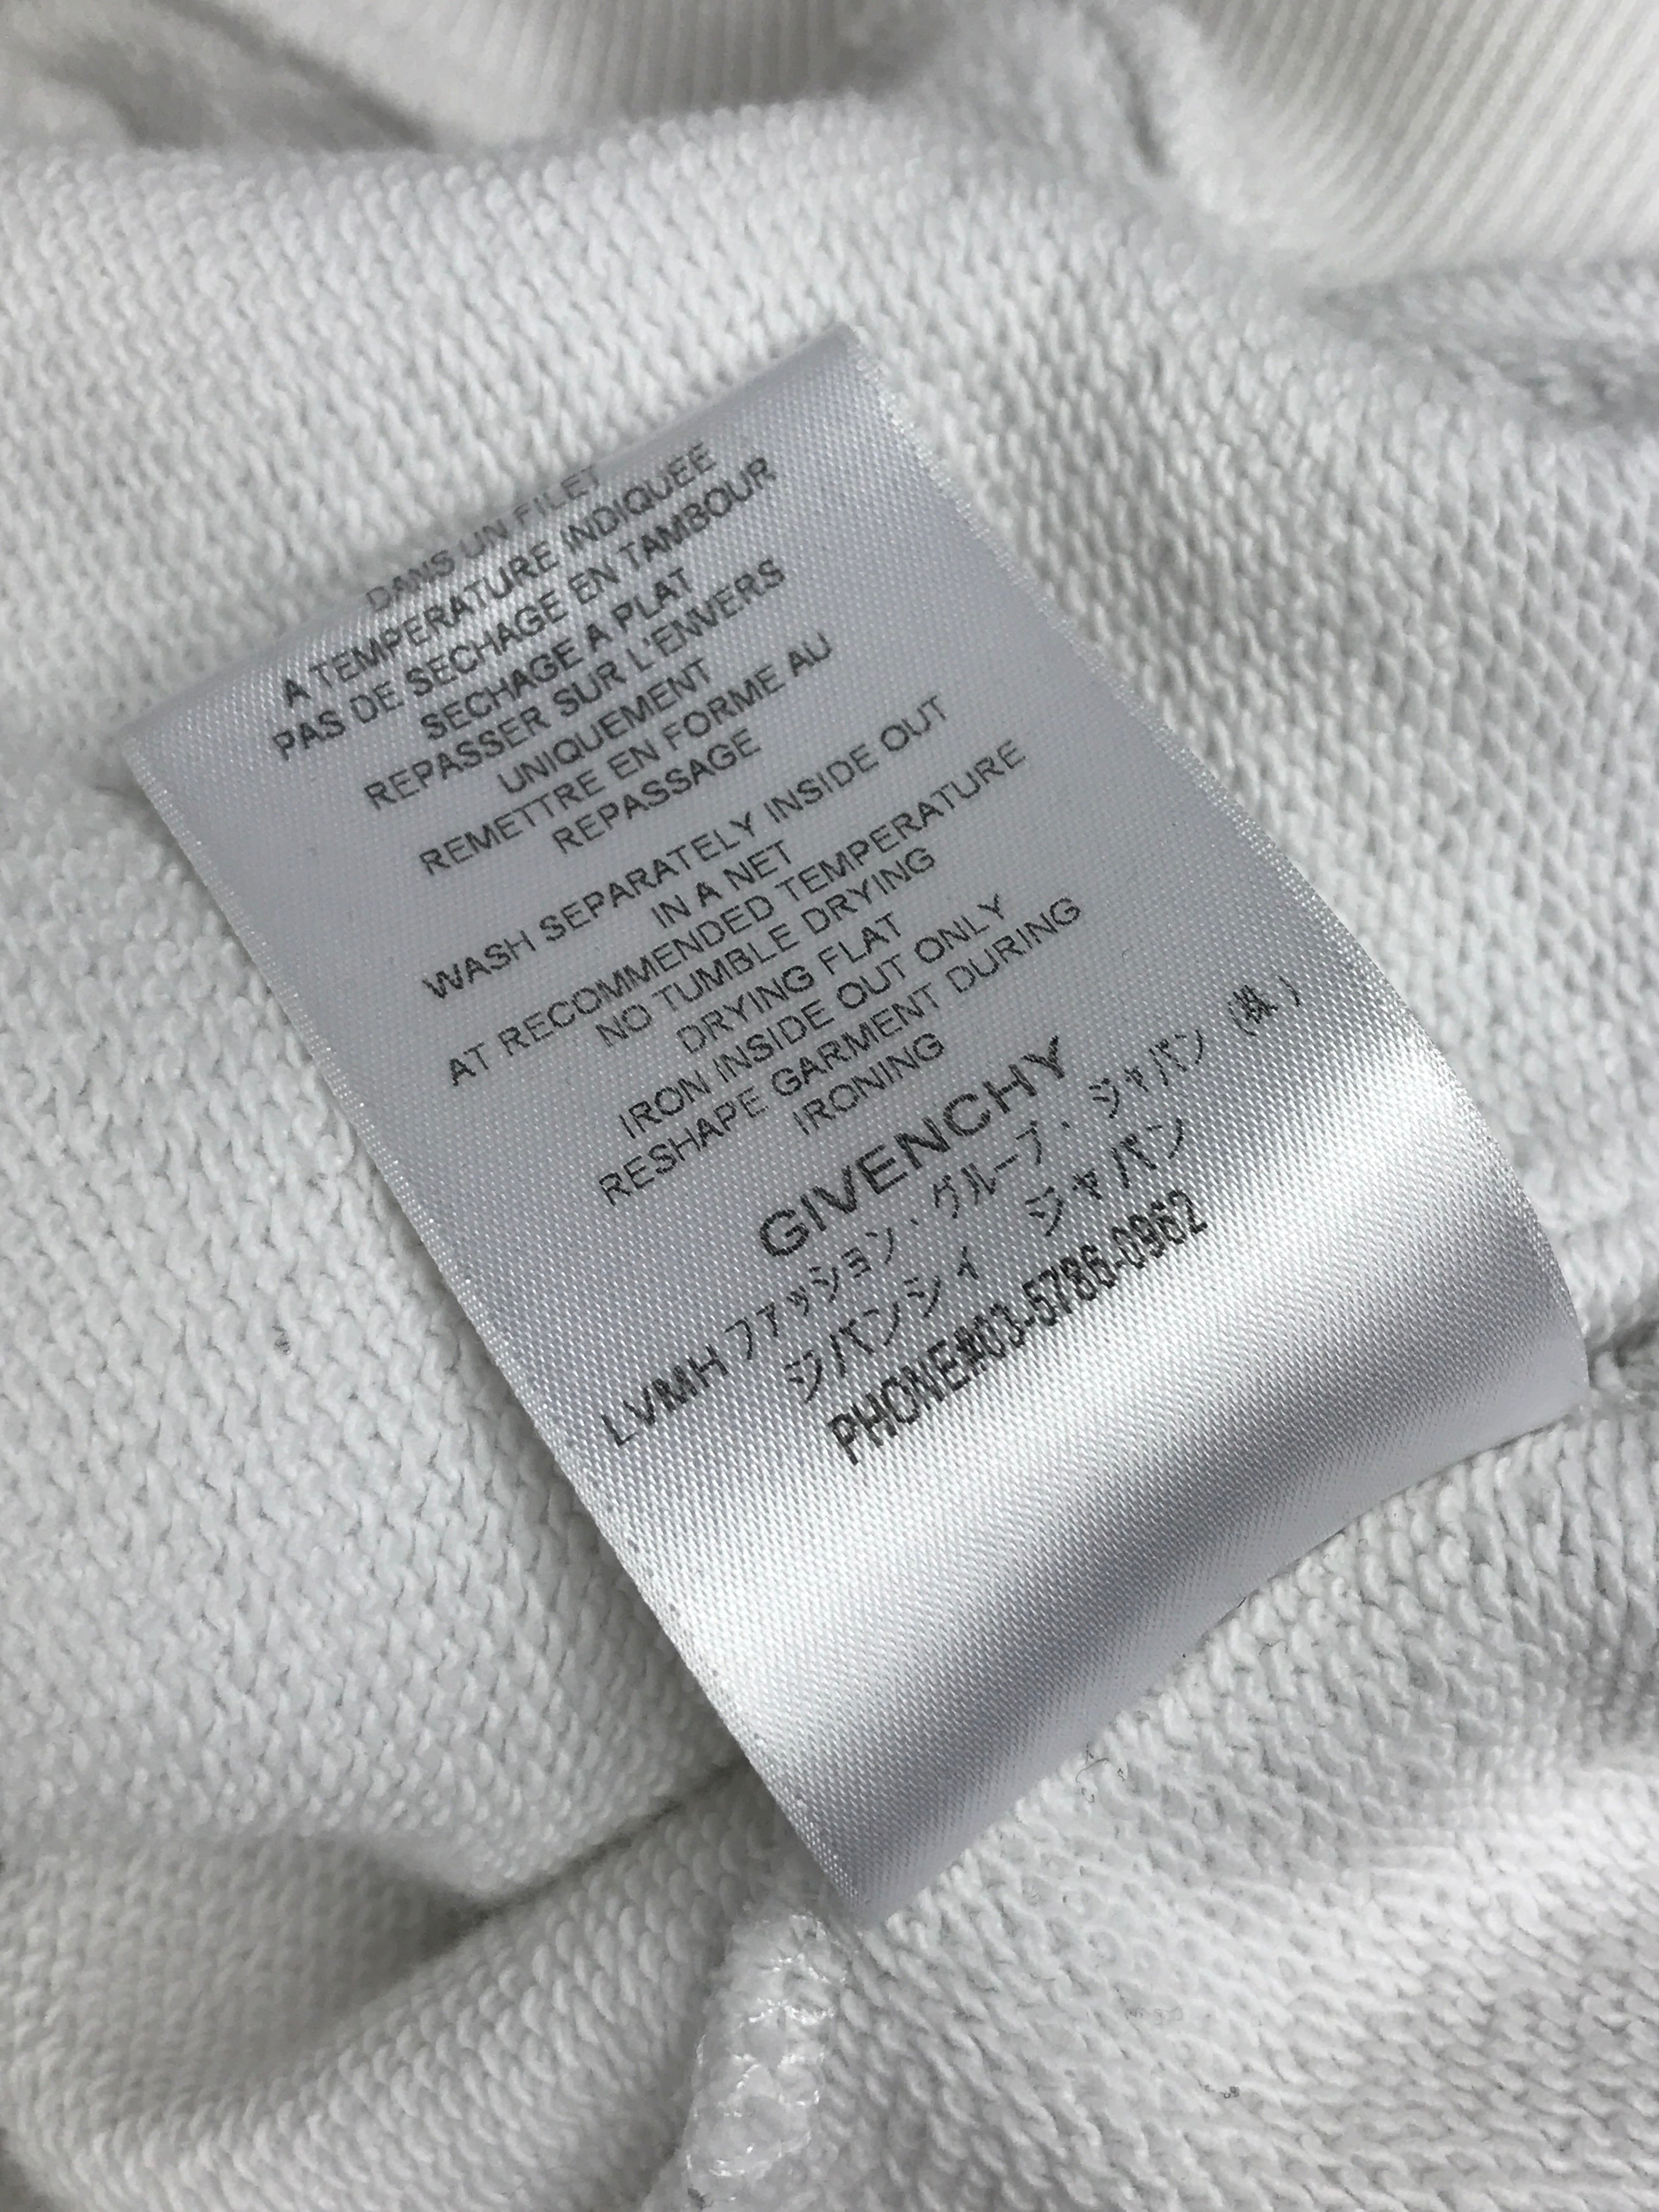 DANS UN FILET
A TEMPERATURE INDIQUEE
PAS DE SECHAGE EN TAMBOUR
SECHAGE A PLAT
REPASSER SUR L'ENVERS
UNIQUEMENT
REMETTRE EN FORME AU
REPASSAGE
WASH SEPARATELY INSIDE OUT
IN A NET
AT RECOMMENDED TEMPERATURE
NO TUMBLE DRYING
DRYING FLAT
IRON INSIDE OUT ONLY
RESHAPE GARMENT DURING
IRONING
GIVENCHY
LVMH ファッション・グループ・ジャパン (株)
ジバンシィ ジャパン
PHONE#03-5786-0962